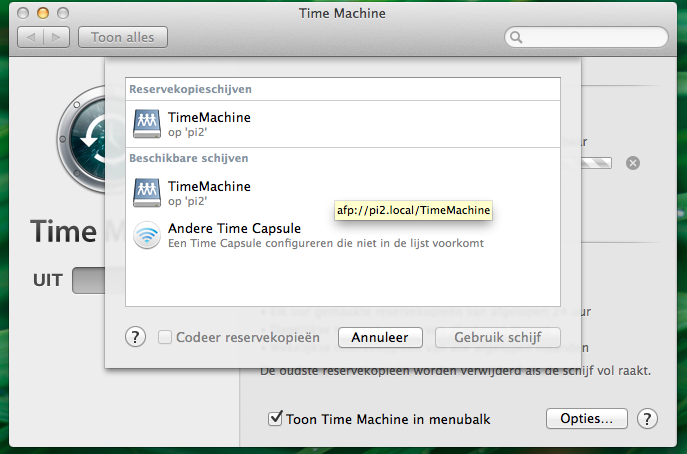 Time Machine
Toon alles
Reservekopieschijven
TimeMachine
op 'pi2'
Beschikbare schijven
TimeMachine
op 'pi2'
afp://pi2.local/TimeMachine
Andere Time Capsule
Een Time Capsule configureren die niet in de lijst voorkomt
Time M
UIT
? Codeer reservekopieën Annuleer Gebruik schijf
De oudste reservekopieën worden verwijderd als de schijf vol raakt.
Toon Time Machine in menubalk Opties... ?